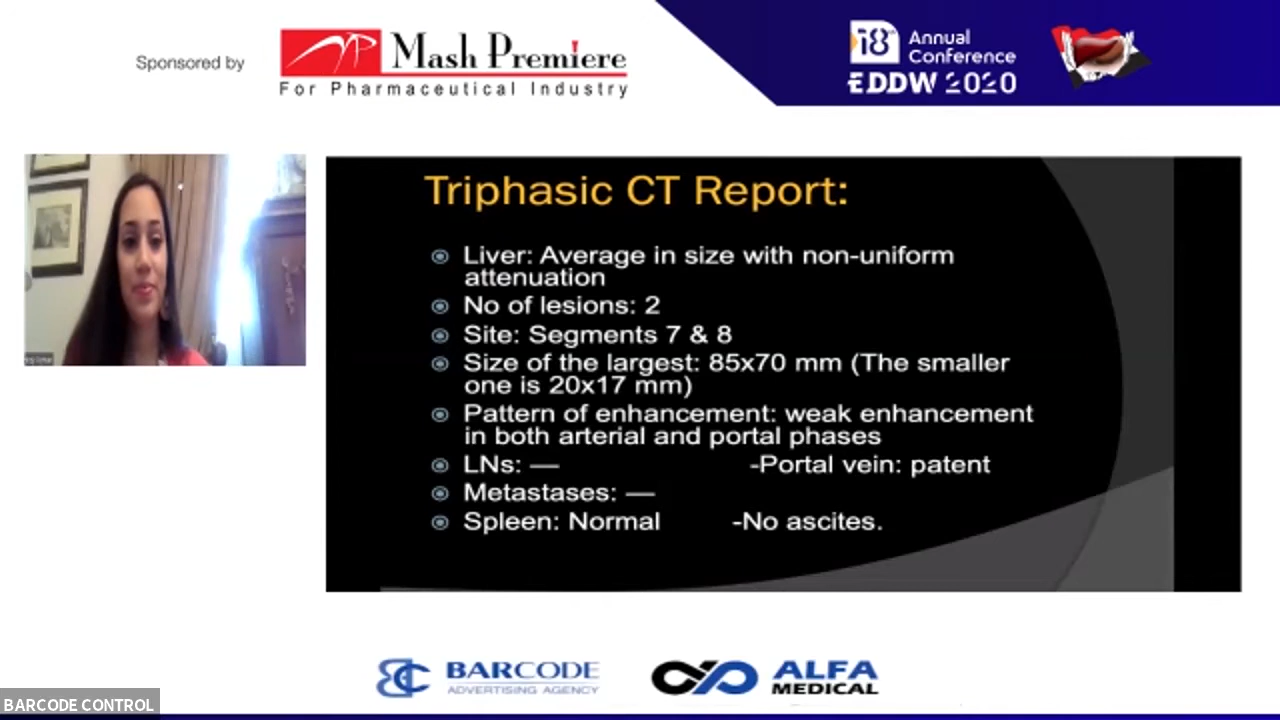 Sponsored by
Mash Premiere
For Pharmaceutical Industry
18th Annual
Conference
EDDW 2020
Triphasic CT Report:
Liver: Average in size with non-uniform
attenuation
No of lesions: 2
Site: Segments 7 & 8
Size of the largest: 85x70 mm (The smaller
one is 20x17 mm)
Pattern of enhancement: weak enhancement
in both arterial and portal phases
LNs: — -Portal vein: patent
Metastases: —
Spleen: Normal -No ascites.
BARCODE
ADVERTISING AGENCY
ALFA
MEDICAL
BARCODE CONTROL